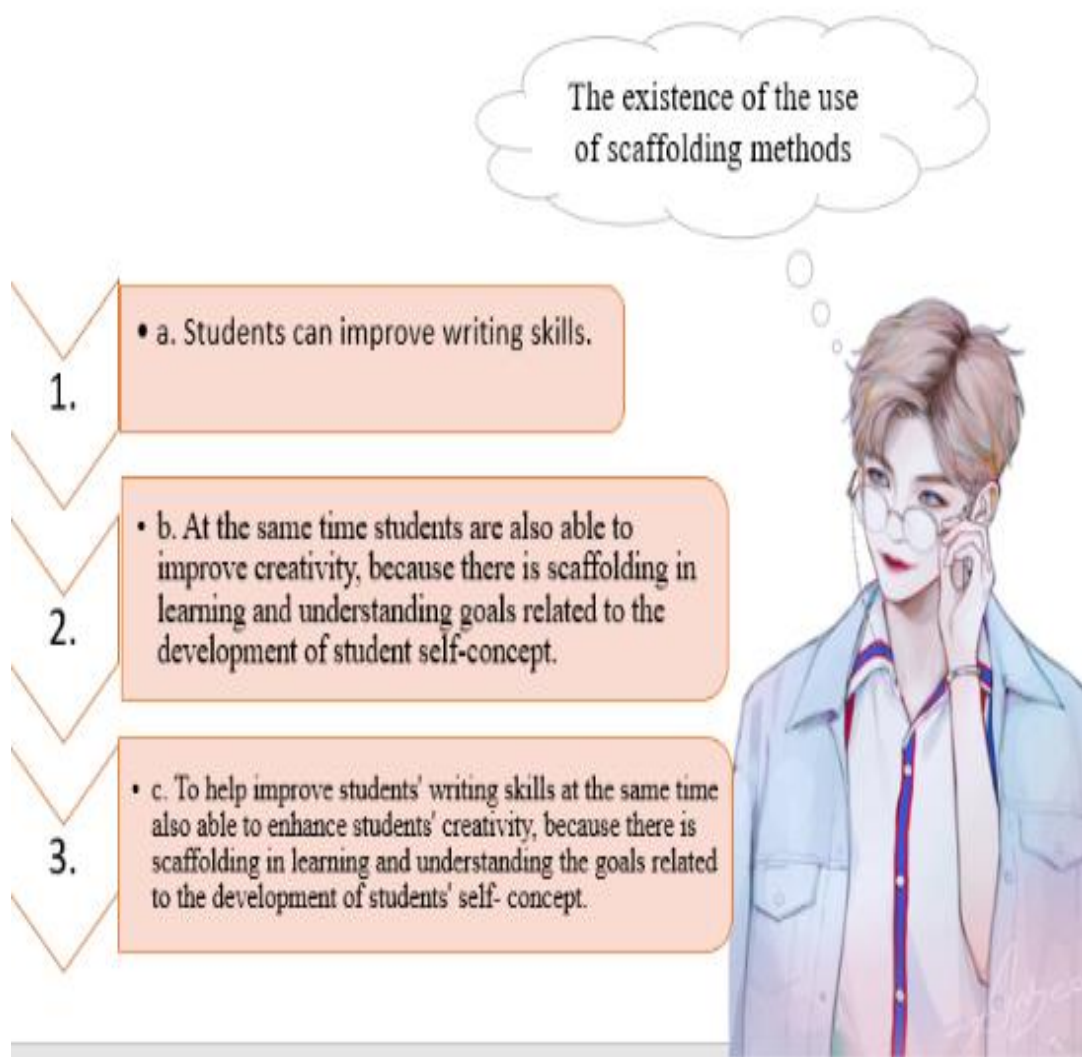 The existence of the use
of scaffolding methods
1.
• a. Students can improve writing skills.
2.
• b. At the same time students are also able to
improve creativity, because there is scaffolding in
learning and understanding goals related to the
development of student self-concept.
3.
• c. To help improve students' writing skills at the same time
also able to enhance students' creativity, because there is
scaffolding in learning and understanding the goals related
to the development of students' self- concept.